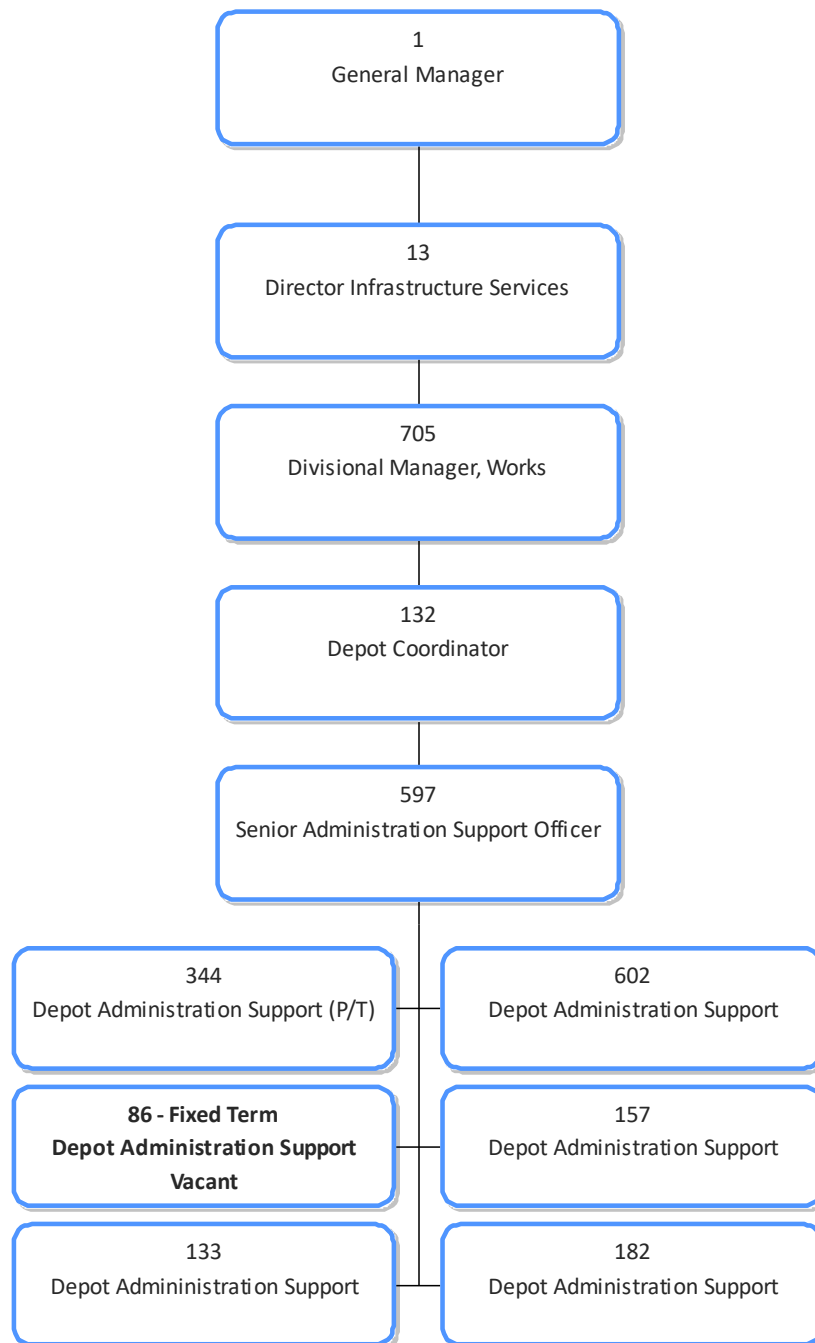 1
General Manager
13
Director Infrastructure Services
705
Divisional Manager, Works
132
Depot Coordinator
597
Senior Administration Support Officer
344
Depot Administration Support (P/T)
602
Depot Administration Support
86 - Fixed Term
Depot Administration Support
Vacant
157
Depot Administration Support
133
Depot Admininistration Support
182
Depot Administration Support